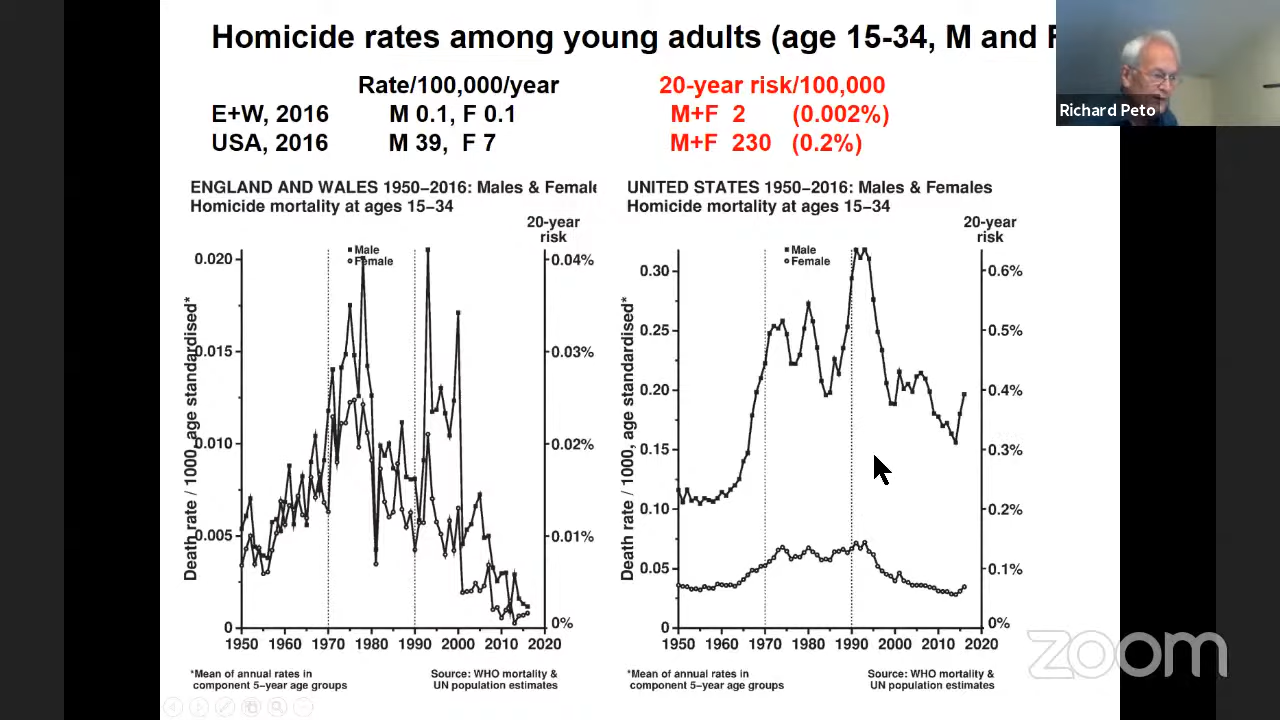 Homicide rates among young adults (age 15-34, M and F
Richard Peto
Rate/100,000/year 20-year risk/100,000
E+W, 2016 M 0.1, F 0.1 M+F 2 (0.002%)
USA, 2016 M 39, F 7 M+F 230 (0.2%)
ENGLAND AND WALES 1950–2016: Males & Female
Homicide mortality at ages 15–34
20-year
risk
Male
Female
0.020
0.015
0.010
0.005
0
Death rate / 1000, age standardised*
0.04%
0.03%
0.02%
0.01%
0%
1950 1960 1970 1980 1990 2000 2010 2020
*Mean of annual rates in
component 5–year age groups
Source: WHO mortality &
UN population estimates
UNITED STATES 1950–2016: Males & Females
Homicide mortality at ages 15–34
20-year
risk
Male
Female
0.30
0.25
0.20
0.15
0.10
0.05
0
Death rate / 1000, age standardised*
0.6%
0.5%
0.4%
0.3%
0.2%
0.1%
0%
1950 1960 1970 1980 1990 2000 2010 2020
*Mean of annual rates in
component 5–year age groups
Source: WHO mortality &
UN population estimates
zoom